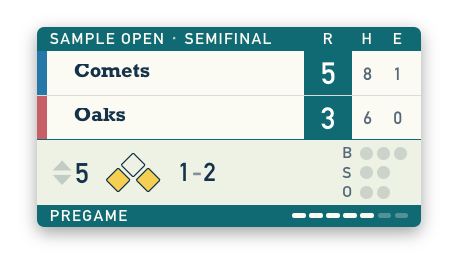 SAMPLE OPEN · SEMIFINAL R H E
Comets 5 8 1
Oaks 3 6 0
5 1-2 B
S
O
PREGAME